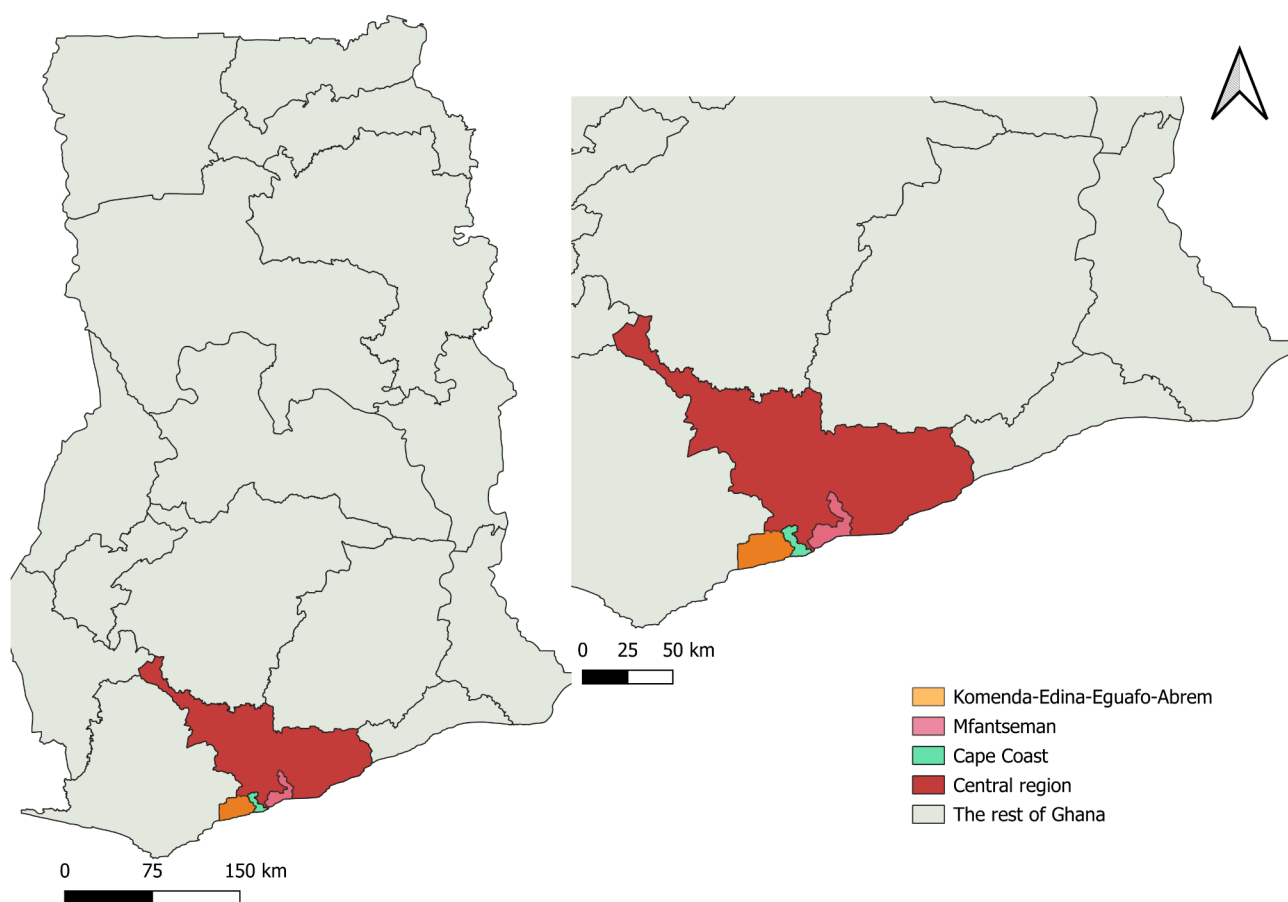 0 25 50 km
Komenda-Edina-Eguafo-Abrem
Mfantseman
Cape Coast
Central region
The rest of Ghana
0 75 150 km